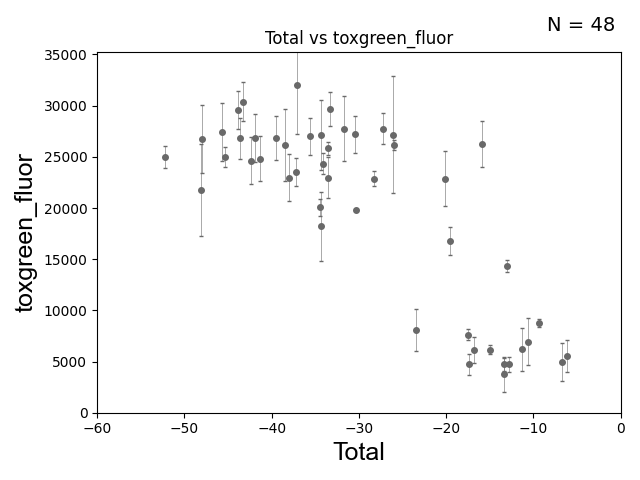 N = 48
Total vs toxgreen_fluor
35000
30000
25000
20000
15000
10000
5000
0
toxgreen_fluor
−60 −50 −40 −30 −20 −10 0
Total